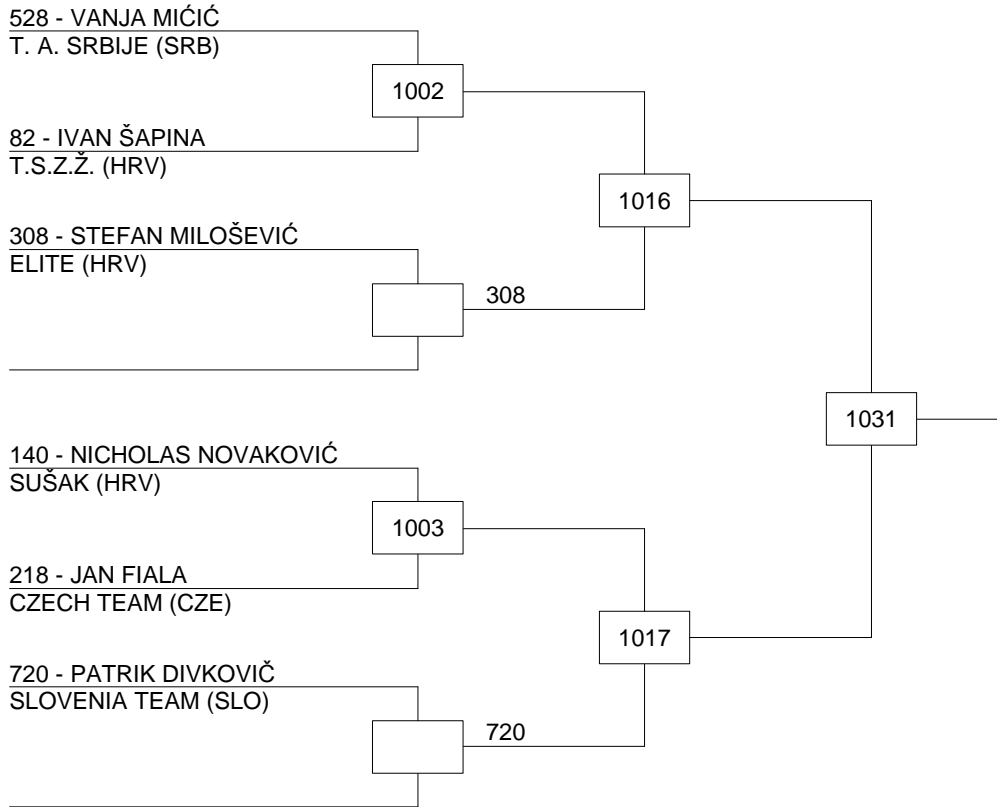 528 - VANJA MIĆIĆ
T. A. SRBIJE (SRB)
1002
82 - IVAN ŠAPINA
T.S.Z.Ž. (HRV)
1016
308 - STEFAN MILOŠEVIĆ
ELITE (HRV)
308
1031
140 - NICHOLAS NOVAKOVIĆ
SUŠAK (HRV)
1003
218 - JAN FIALA
CZECH TEAM (CZE)
1017
720 - PATRIK DIVKOVIČ
SLOVENIA TEAM (SLO)
720